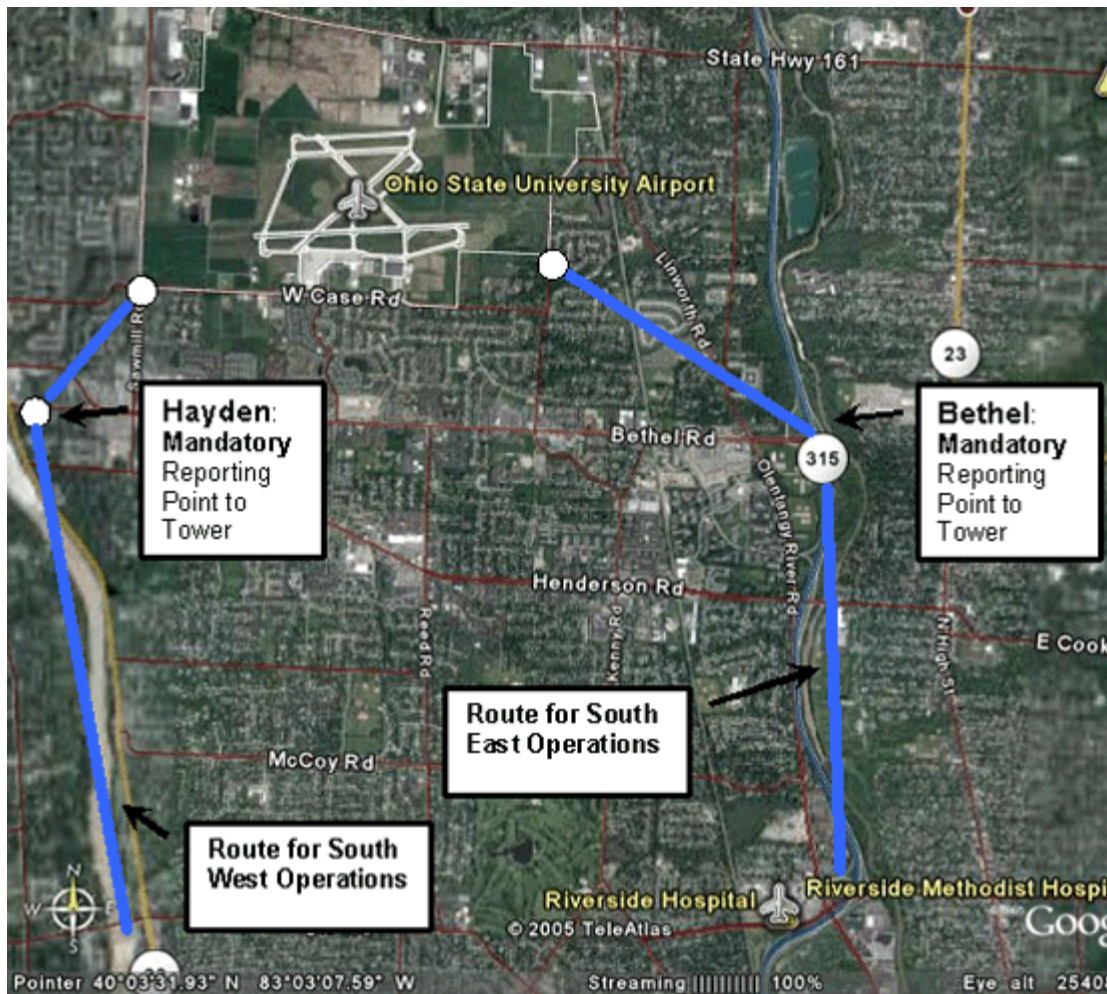 State Hwy 161
Ohio State University Airport
Linworth Rd
W Case Rd
Sawmill Rd
23
Hayden:
Mandatory
Reporting
Point to
Tower
Bethel:
Mandatory
Reporting
Point to
Tower
Bethel Rd
315
Olentangy River Rd
Henderson Rd
Reed Rd
Kenny Rd
N High St
E Cook
Route for South
East Operations
McCoy Rd
Route for South
West Operations
N
W E
S
Riverside Hospital
Riverside Methodist Hospi
© 2005 TeleAtlas
Goog
Pointer 40°03'31.93" N 83°03'07.59" W Streaming 100% Eye alt 2540